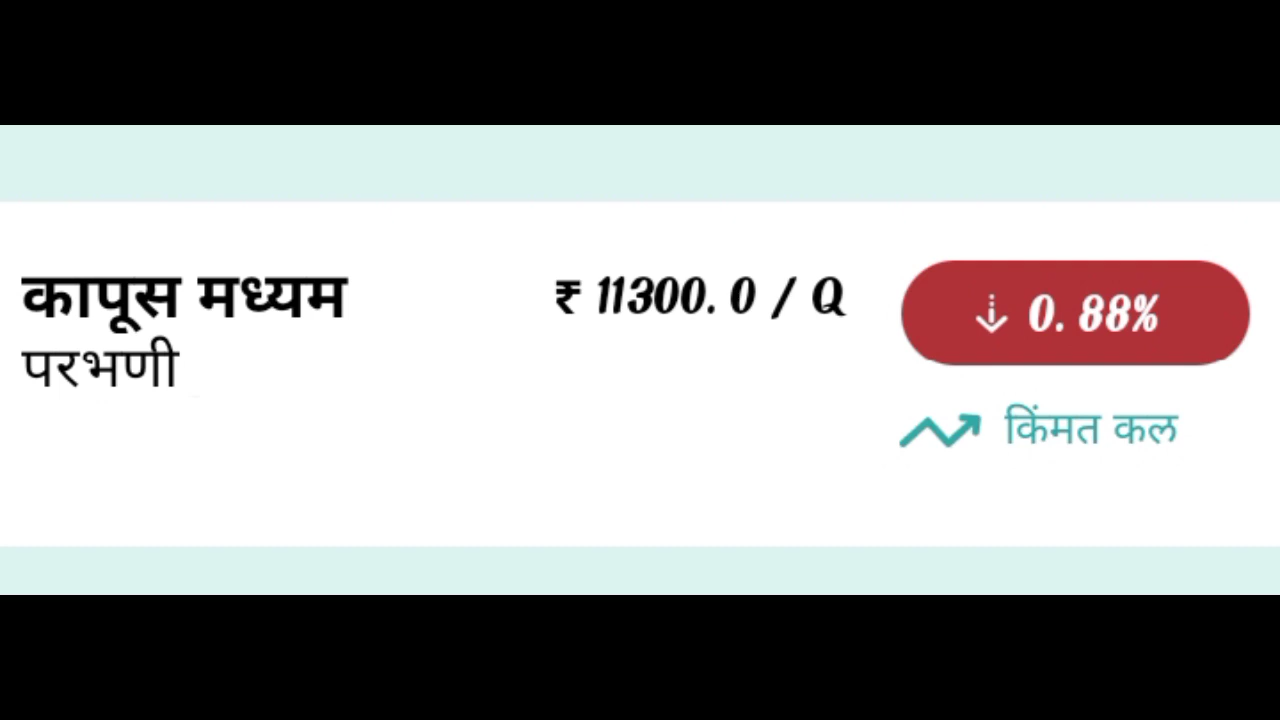 कापूस मध्यम ₹ 11300. 0 / Q ↓ 0. 88%
परभणी
किंमत कल